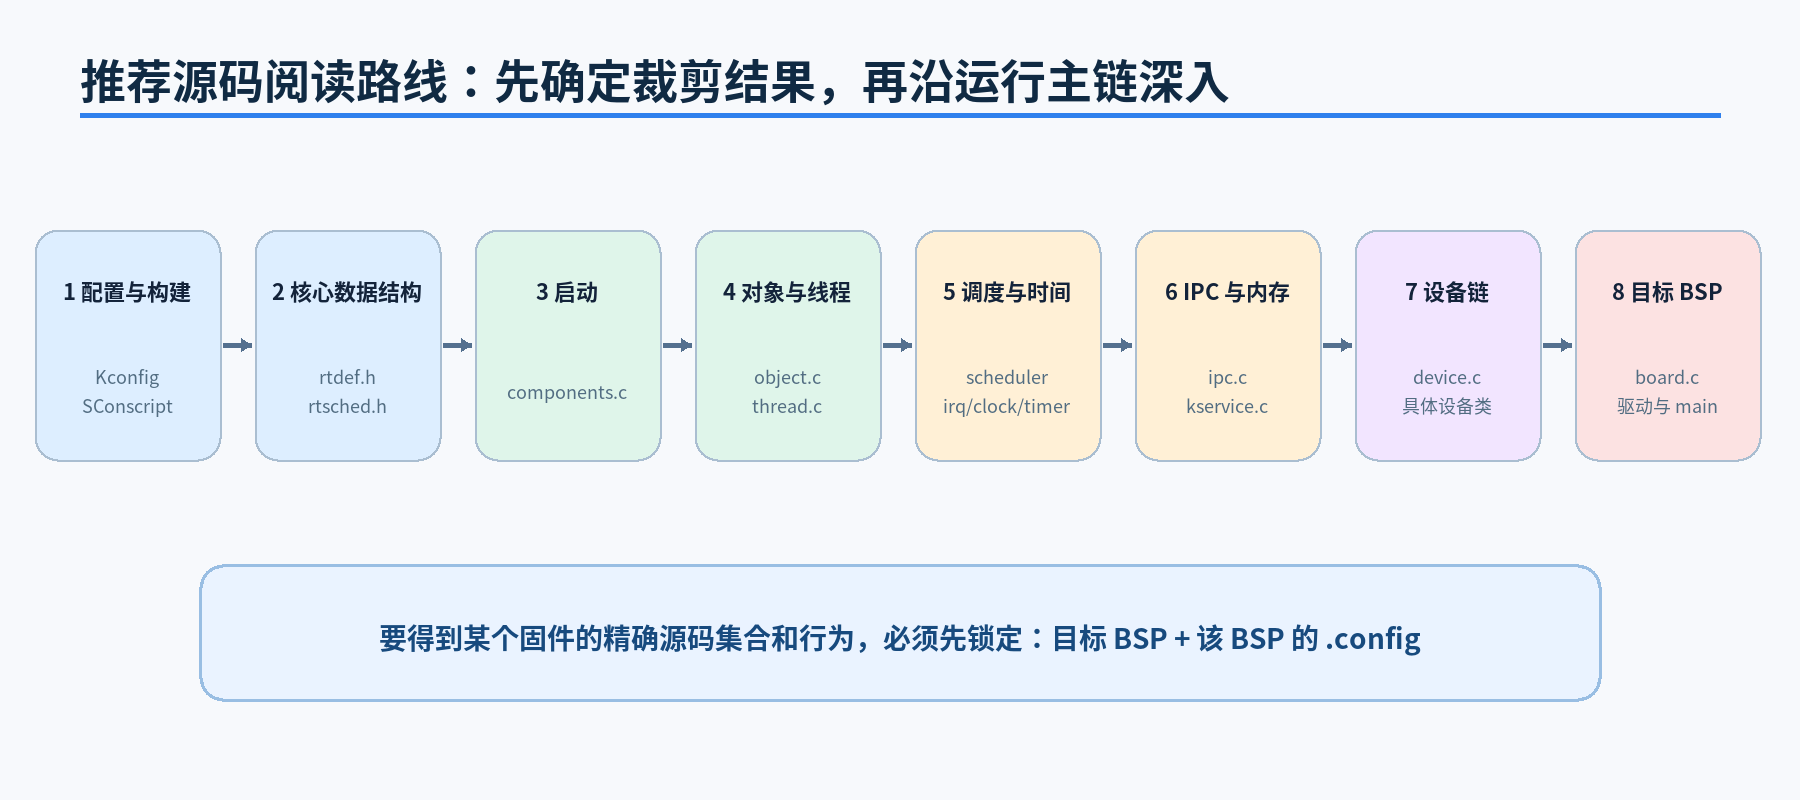 推荐源码阅读路线：先确定裁剪结果，再沿运行主链深入
1 配置与构建
Kconfig
SConscript
2 核心数据结构
rtdef.h
rtsched.h
3 启动
components.c
4 对象与线程
object.c
thread.c
5 调度与时间
scheduler
irq/clock/timer
6 IPC 与内存
ipc.c
kservice.c
7 设备链
device.c
具体设备类
8 目标 BSP
board.c
驱动与 main
要得到某个固件的精确源码集合和行为，必须先锁定：目标 BSP + 该 BSP 的 .config